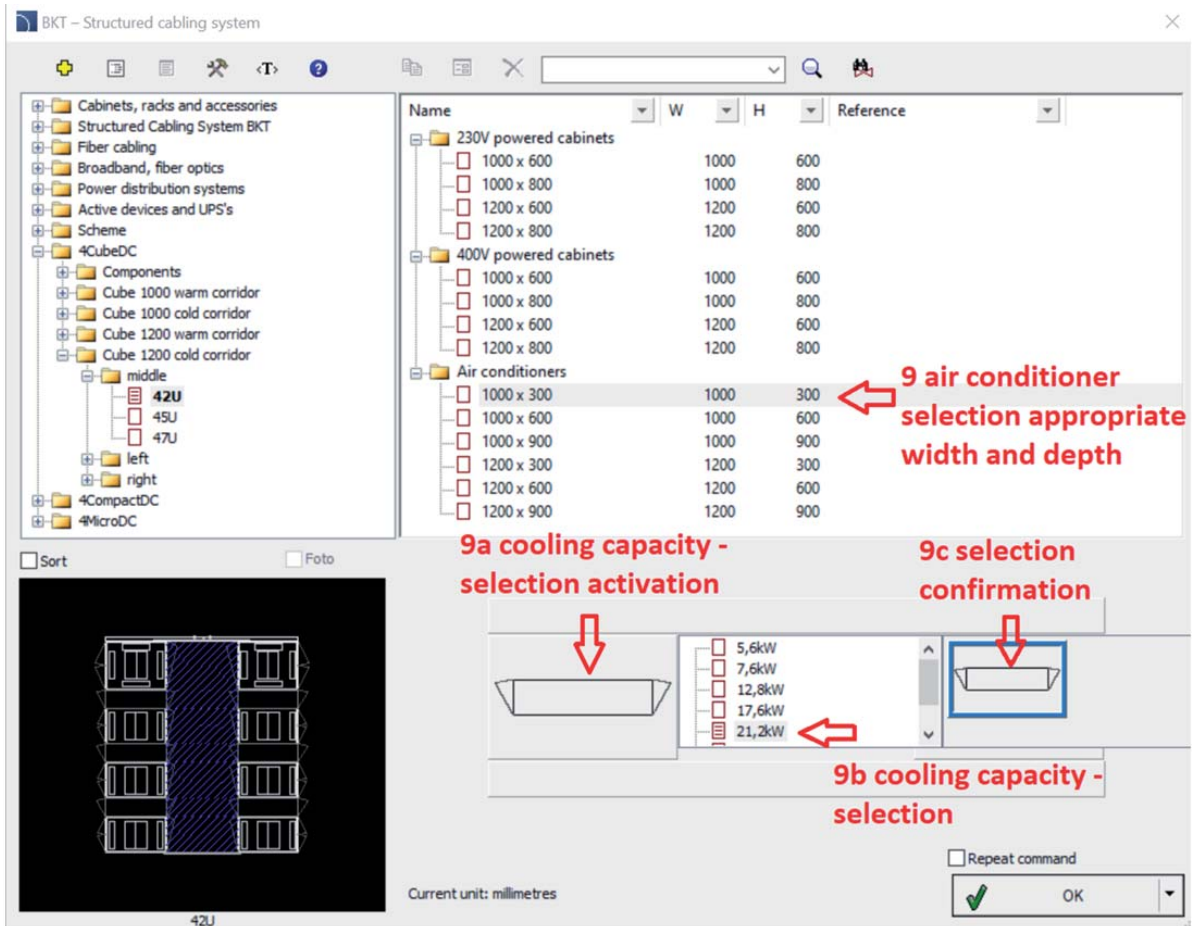 BKT – Structured cabling system
<T>
Cabinets, racks and accessories
Structured Cabling System BKT
Fiber cabling
Broadband, fiber optics
Power distribution systems
Active devices and UPS's
Scheme
4CubeDC
Components
Cube 1000 warm corridor
Cube 1000 cold corridor
Cube 1200 warm corridor
Cube 1200 cold corridor
middle
42U
45U
47U
left
right
4CompactDC
4MicroDC
Name W H Reference
230V powered cabinets
1000 x 600 1000 600
1000 x 800 1000 800
1200 x 600 1200 600
1200 x 800 1200 800
400V powered cabinets
1000 x 600 1000 600
1000 x 800 1000 800
1200 x 600 1200 600
1200 x 800 1200 800
Air conditioners
1000 x 300 1000 300
1000 x 600 1000 600
1000 x 900 1000 900
1200 x 300 1200 300
1200 x 600 1200 600
1200 x 900 1200 900
9 air conditioner
selection appropriate
width and depth
Sort
Foto
42U
9a cooling capacity -
selection activation
9c selection
confirmation
5,6kW
7,6kW
12,8kW
17,6kW
21,2kW
9b cooling capacity -
selection
Repeat command
Current unit: millimetres
OK